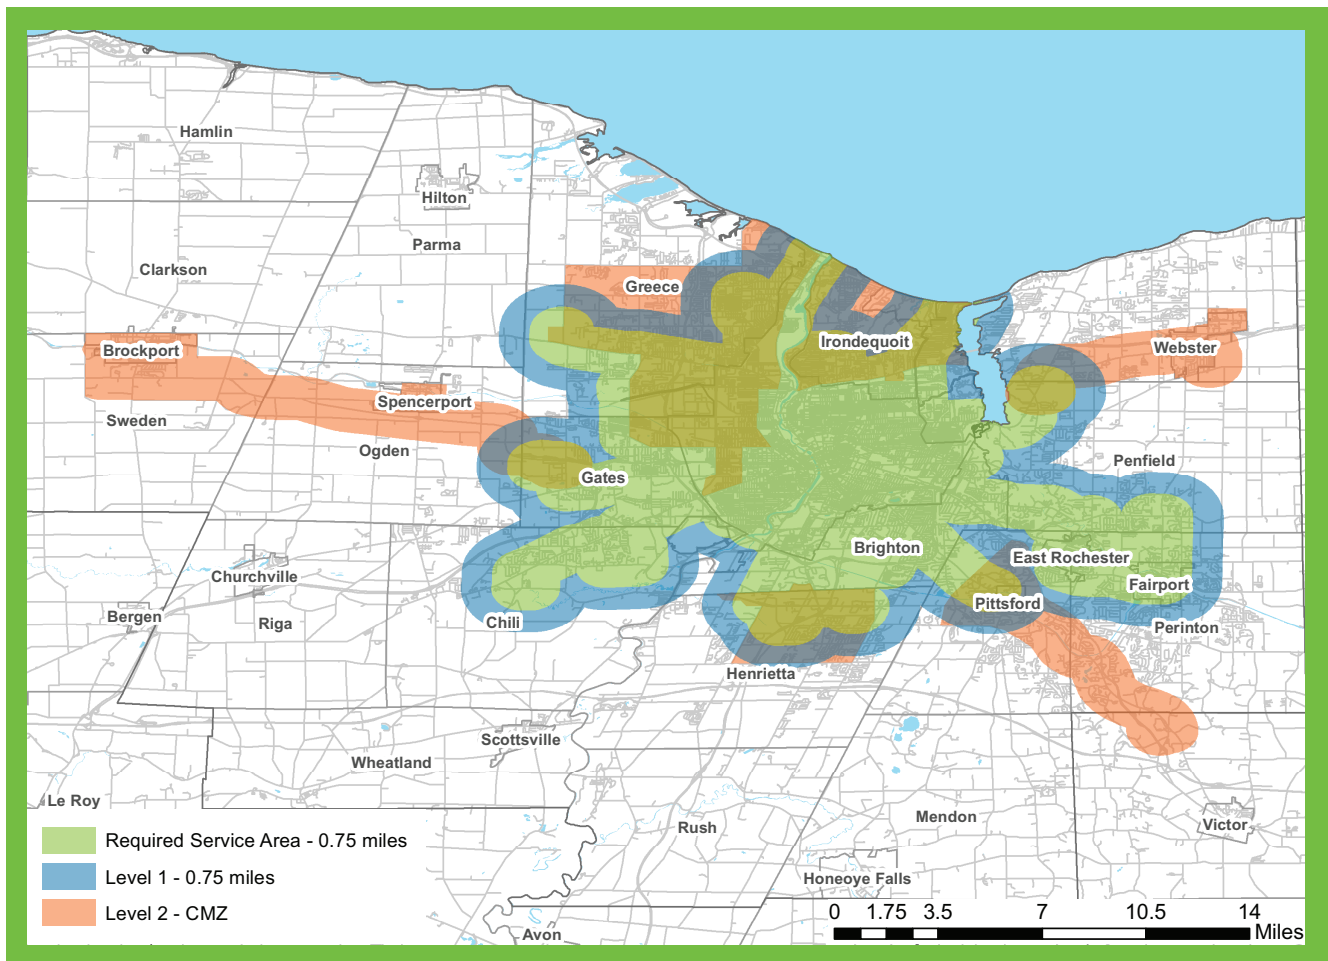 Hamlin
Hilton
Parma
Clarkson
Greece
Irondequoit
Webster
Brockport
Spencerport
Sweden
Ogden
Gates
Penfield
Brighton
East Rochester
Fairport
Pittsford
Churchville
Bergen
Riga
Chili
Perinton
Henrietta
Scottsville
Wheatland
Le Roy
Rush
Mendon
Victor
Honeoye Falls
Avon
Required Service Area - 0.75 miles
Level 1 - 0.75 miles
Level 2 - CMZ
0 1.75 3.5 7 10.5 14
Miles